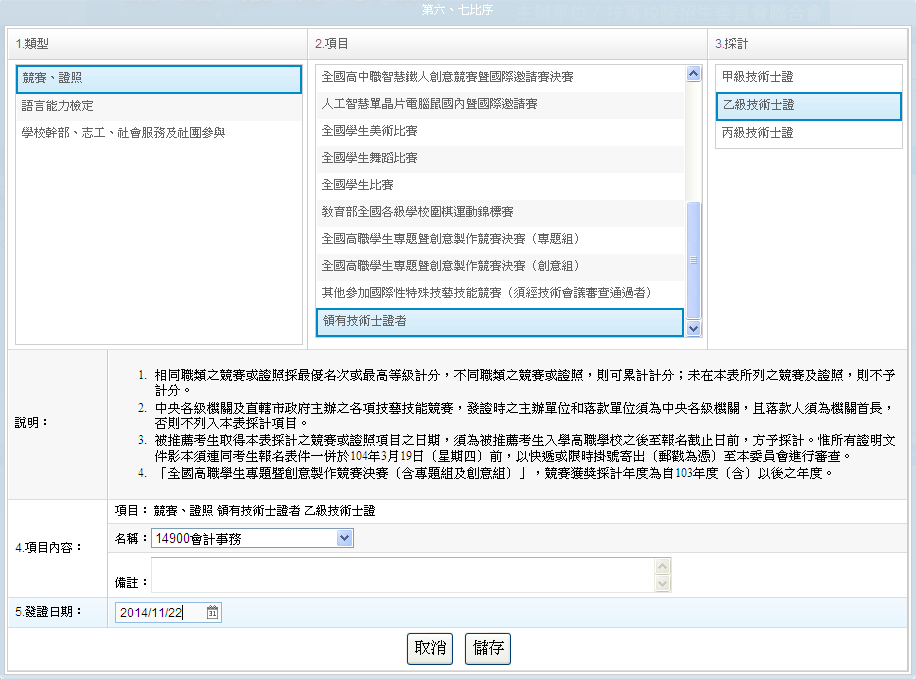 第六、七比序
1.類型
2.項目
3.採計
競賽、證照
語言能力檢定
學校幹部、志工、社會服務及社團參與
全國高中職智慧鐵人創意競賽暨國際邀請賽決賽
人工智慧單晶片電腦鼠國內暨國際邀請賽
全國學生美術比賽
全國學生舞蹈比賽
全國學生比賽
教育部全國各級學校圍棋運動錦標賽
全國高職學生專題暨創意製作競賽決賽（專題組）
全國高職學生專題暨創意製作競賽決賽（創意組）
其他參加國際性特殊技藝技能競賽（須經技術會議審查通過者）
領有技術士證者
甲級技術士證
乙級技術士證
丙級技術士證
說明：
1. 相同職類之競賽或證照採最優名次或最高等級計分，不同職類之競賽或證照，則可累計計分；未在本表所列之競賽及證照，則不予
計分。
2. 中央各級機關及直轄市政府主辦之各項技藝技能競賽，發證時之主辦單位和落款單位須為中央各級機關，且落款人須為機關首長，
否則不列入本表採計項目。
3. 被推薦考生取得本表採計之競賽或證照項目之日期，須為被推薦考生入學高職學校之後至報名截止日前，方予採計。惟所有證明文
件影本須連同考生報名表件一併於104年3月19日〔星期四〕前，以快遞或限時掛號寄出〔郵戳為憑〕至本委員會進行審查。
4. 「全國高職學生專題暨創意製作競賽決賽〔含專題組及創意組〕」，競賽獲獎採計年度為自103年度〔含〕以後之年度。
4.項目內容：
項目： 競賽、證照 領有技術士證者 乙級技術士證
名稱： 14900會計事務
備註：
5.發證日期：
2014/11/22
31
取消
儲存